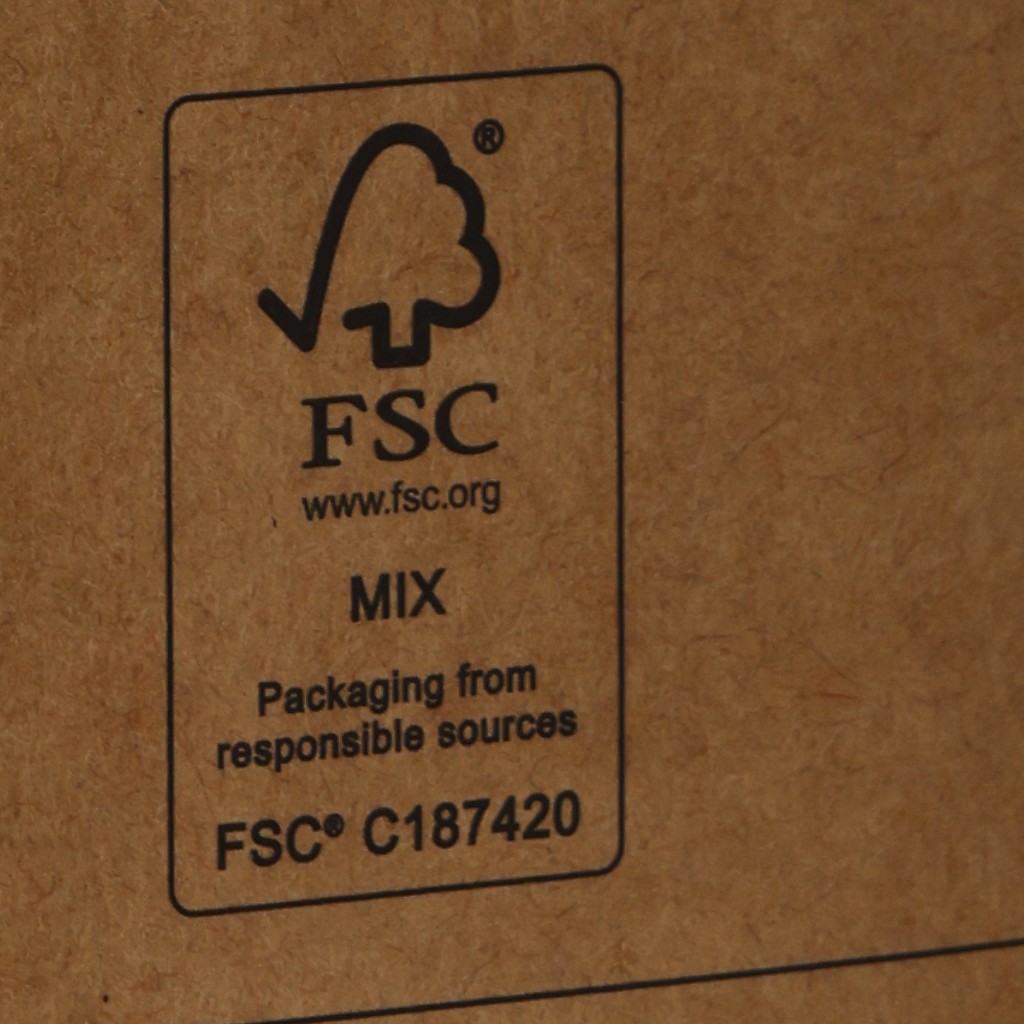 ®
FSC
www.fsc.org
MIX
Packaging from
responsible sources
FSC® C187420